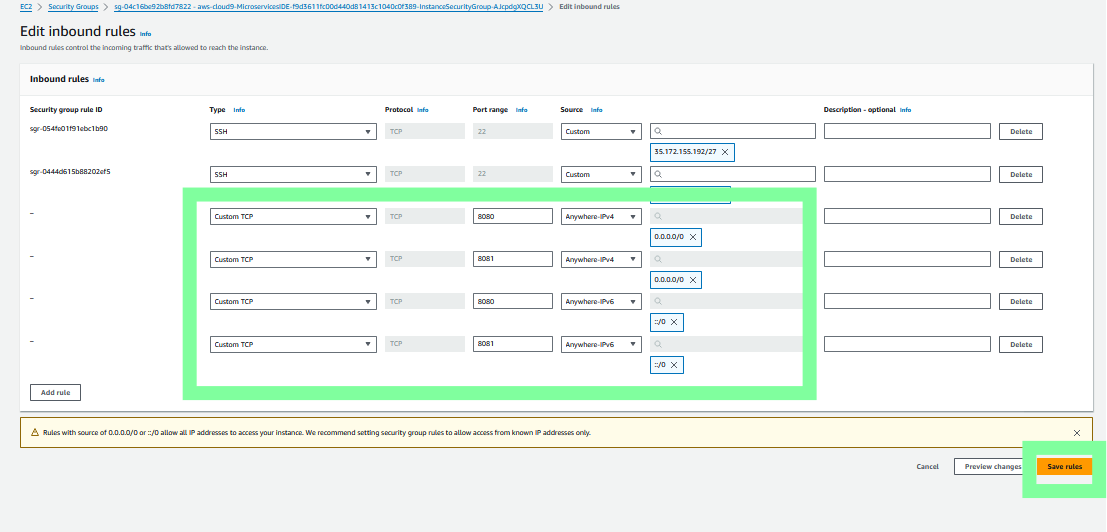 EC2 > Security Groups > sg-04c16be92b8fd7822 - aws-cloud9-MicroservicesIDE-f9d3611fc00d440d81413c1040c0f389-InstanceSecurityGroup-AJcpdgXQCL3U > Edit inbound rules
Edit inbound rules Info
Inbound rules control the incoming traffic that's allowed to reach the instance.
Inbound rules Info
Security group rule ID Type Info Protocol Info Port range Info Source Info Description - optional Info
sgr-054fe01f91ebc1b90 SSH TCP 22 Custom Delete
35.172.155.192/27
sgr-0444d615b88202ef5 SSH TCP 22 Custom Delete
- Custom TCP TCP 8080 Anywhere-IPv4 Delete
0.0.0.0/0
- Custom TCP TCP 8081 Anywhere-IPv4 Delete
0.0.0.0/0
- Custom TCP TCP 8080 Anywhere-IPv6 Delete
::/0
- Custom TCP TCP 8081 Anywhere-IPv6 Delete
::/0
Add rule
Rules with source of 0.0.0.0/0 or ::/0 allow all IP addresses to access your instance. We recommend setting security group rules to allow access from known IP addresses only.
Cancel Preview changes Save rules